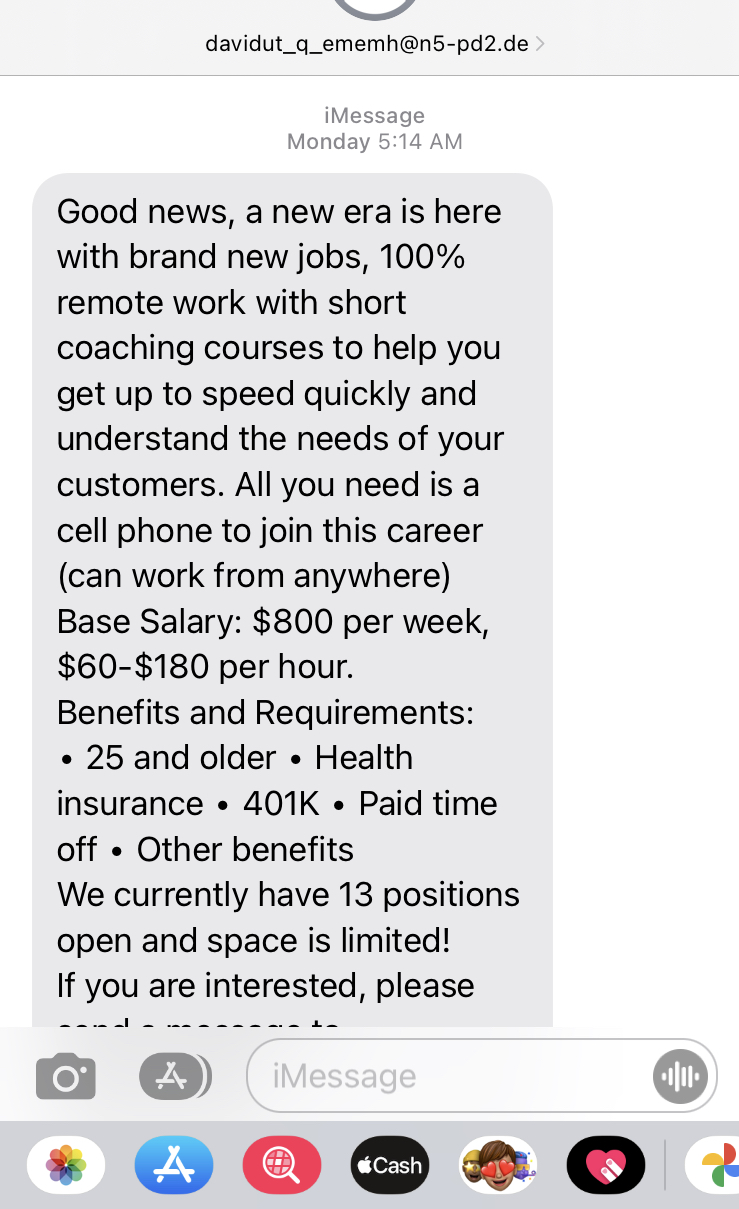 davidut_q_ememh@n5-pd2.de
iMessage
Monday 5:14 AM
Good news, a new era is here
with brand new jobs, 100%
remote work with short
coaching courses to help you
get up to speed quickly and
understand the needs of your
customers. All you need is a
cell phone to join this career
(can work from anywhere)
Base Salary: $800 per week,
$60-$180 per hour.
Benefits and Requirements:
• 25 and older • Health
insurance • 401K • Paid time
off • Other benefits
We currently have 13 positions
open and space is limited!
If you are interested, please
send a message to
iMessage
Cash